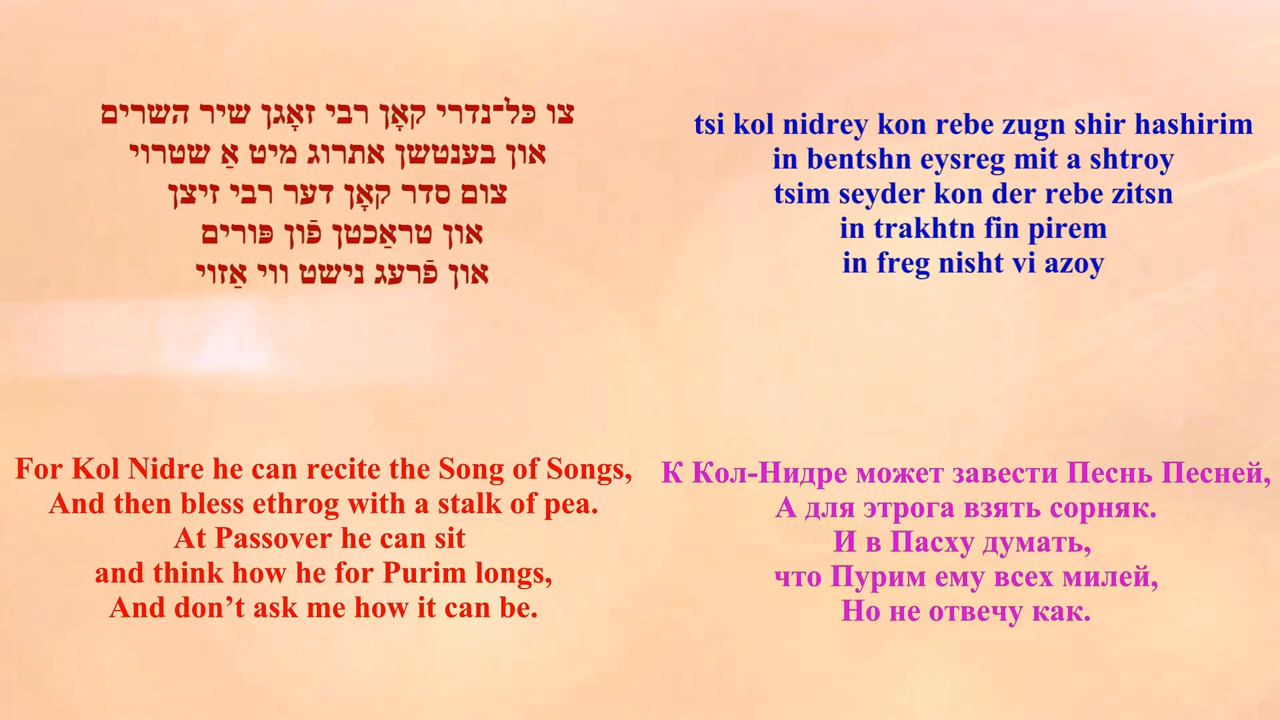 צו כּל־נדרי קאָן רבי זאָגן שיר השרים
און בענטשן אתרוג מיט אַ שטרוי
צום סדר קאָן דער רבי זיצן
און טראַכטן פֿון פּורים
און פֿרעג נישט ווי אַזוי
tsi kol nidrey kon rebe zugn shir hashirim
in bentshn eysreg mit a shtroy
tsim seyder kon der rebe zitsn
in trakhtn fin pirem
in freg nisht vi azoy
For Kol Nidre he can recite the Song of Songs,
And then bless ethrog with a stalk of pea.
At Passover he can sit
and think how he for Purim longs,
And don’t ask me how it can be.
К Кол-Нидре может завести Песнь Песней,
А для этрога взять сорняк.
И в Пасху думать,
что Пурим ему всех милей,
Но не отвечу как.